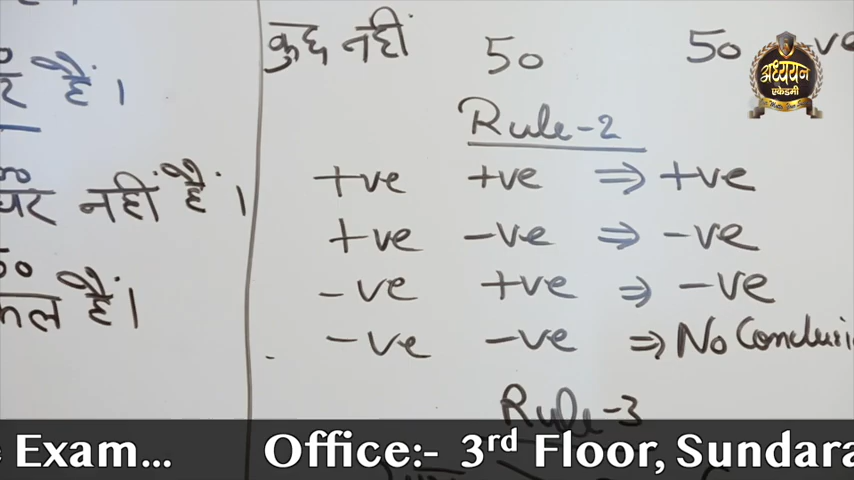 कुछ नहीं 50 50 -ve
अध्ययन
एकेडमी
है।
Rule-2
नहीं है।
है।
+ve +ve ⇒ +ve
+ve -ve ⇒ -ve
-ve +ve ⇒ -ve
-ve -ve ⇒ No Conclusi
Rule-3
e Exam... Office:- 3rd Floor, Sundara